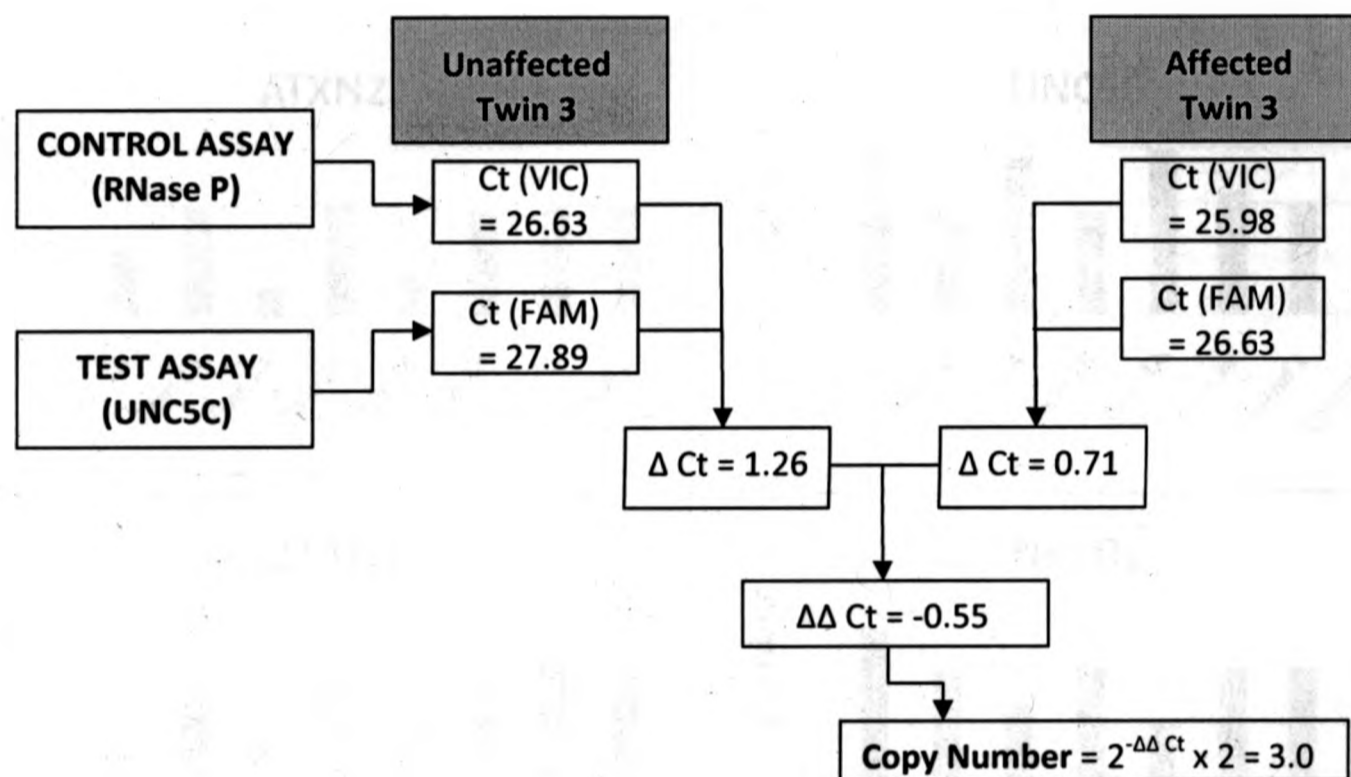 Unaffected
Twin 3
Affected
Twin 3
CONTROL ASSAY
(RNase P)
Ct (VIC)
= 26.63
Ct (VIC)
= 25.98
TEST ASSAY
(UNC5C)
Ct (FAM)
= 27.89
Ct (FAM)
= 26.63
Δ Ct = 1.26
Δ Ct = 0.71
ΔΔ Ct = -0.55
Copy Number = 2^-ΔΔ Ct x 2 = 3.0